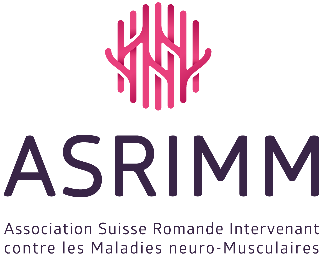 ASRIMM
Association Suisse Romande Intervenant
contre les Maladies neuro-Musculaires